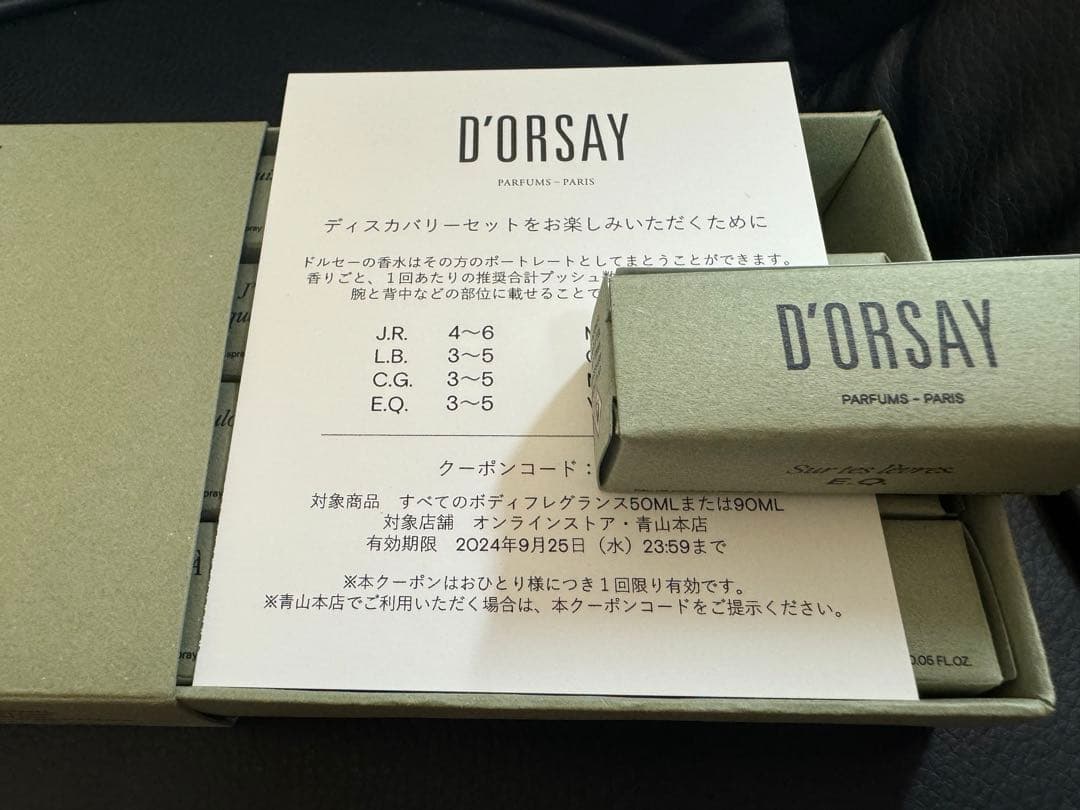 D'ORSAY
PARFUMS – PARIS
ディスカバリーセットをお楽しみいただくために
ドルセーの香水はその方のポートレートとしてまとうことができます。
香りごと、1回あたりの推奨合計プッシュ数
腕と背中などの部位に載せることで
J.R. 4〜6
L.B. 3〜5
C.G. 3〜5
E.Q. 3〜5
クーポンコード：
対象商品 すべてのボディフレグランス50MLまたは90ML
対象店舗 オンラインストア・青山本店
有効期限 2024年9月25日（水）23:59まで
※本クーポンはおひとり様につき1回限り有効です。
※青山本店でご利用いただく場合は、本クーポンコードをご提示ください。
D'ORSAY
PARFUMS – PARIS
Sur tes lèvres.
E.Q.
0.05 FL.OZ.